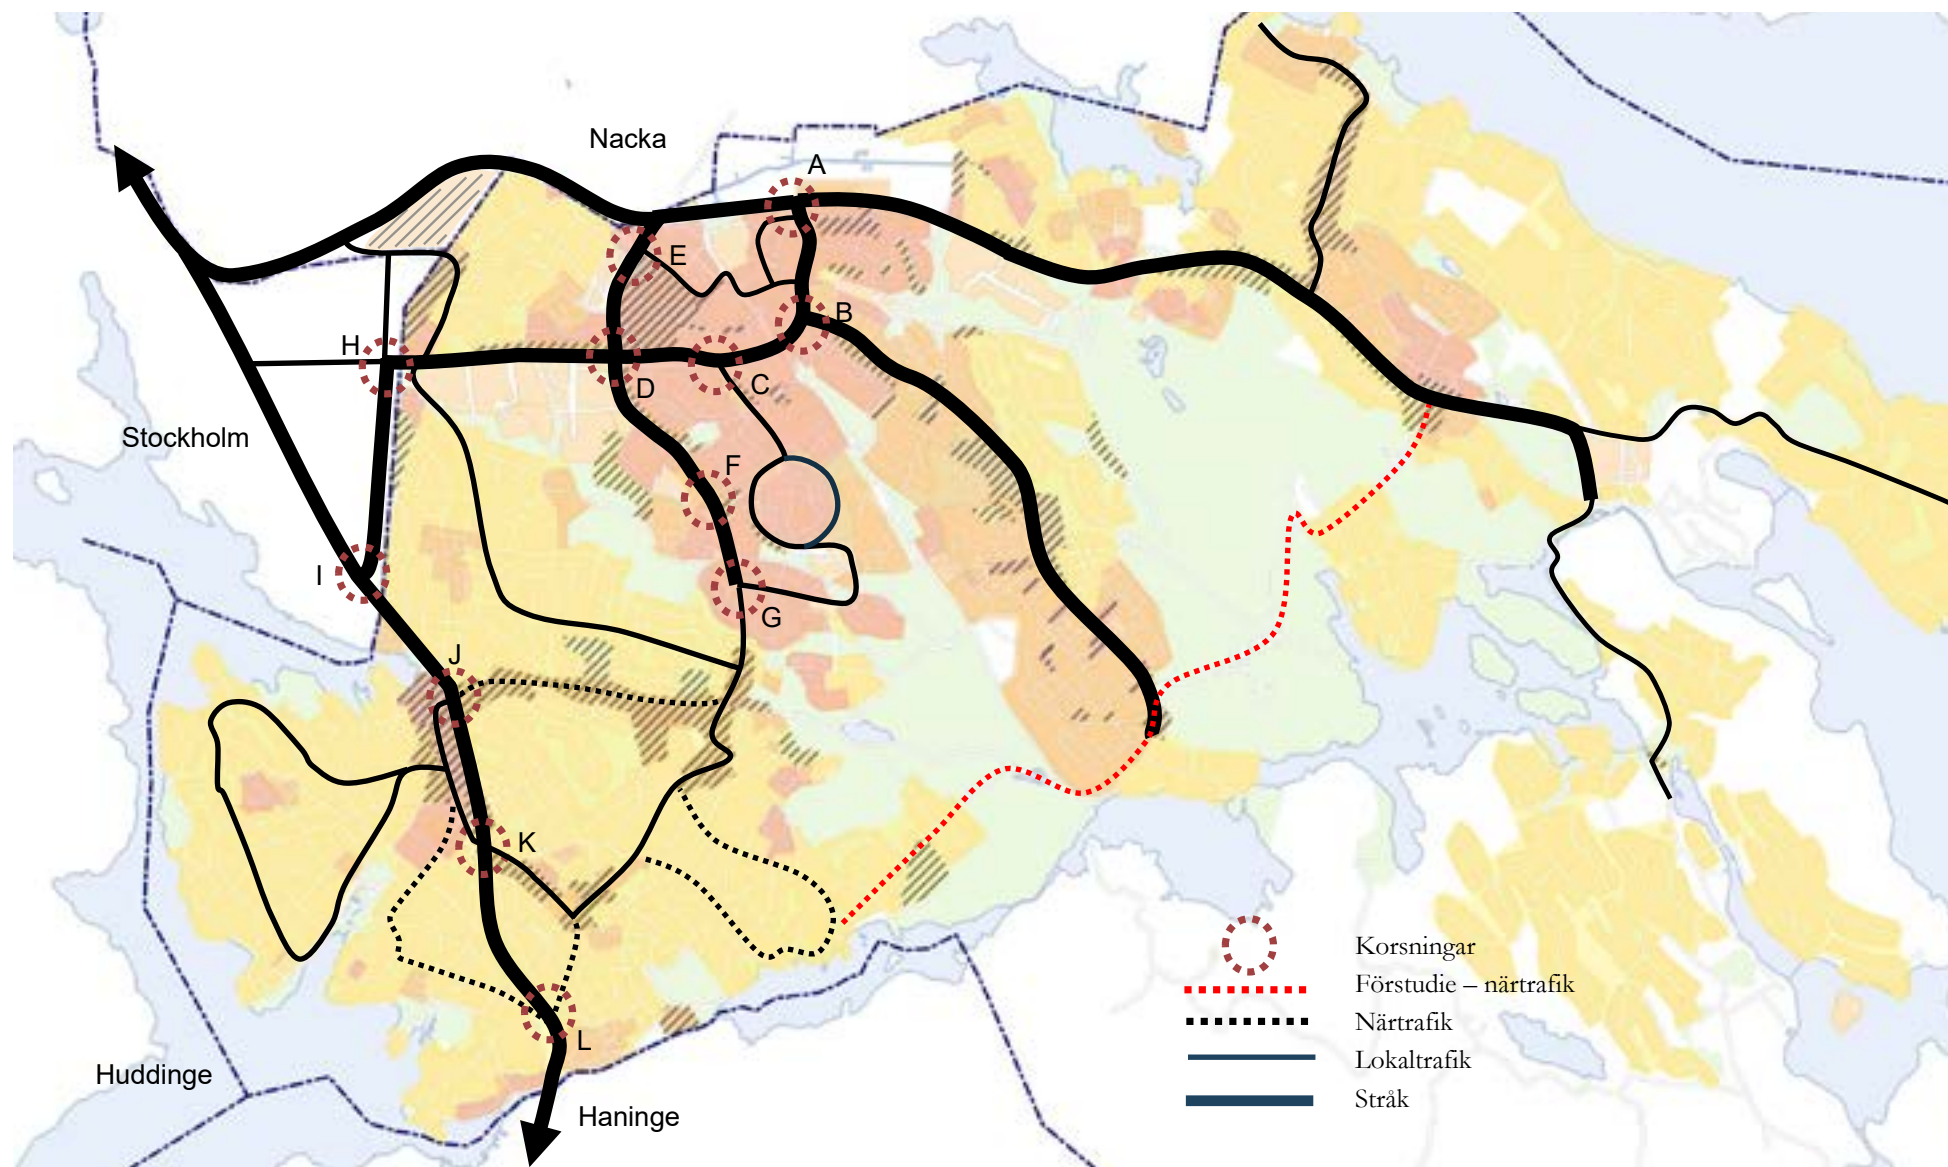 Nacka
A
E
B
H
D
C
Stockholm
F
I
G
J
K
L
Huddinge
Haninge
Korsningar
Förstudie – närtrafik
Närtrafik
Lokaltrafik
Stråk